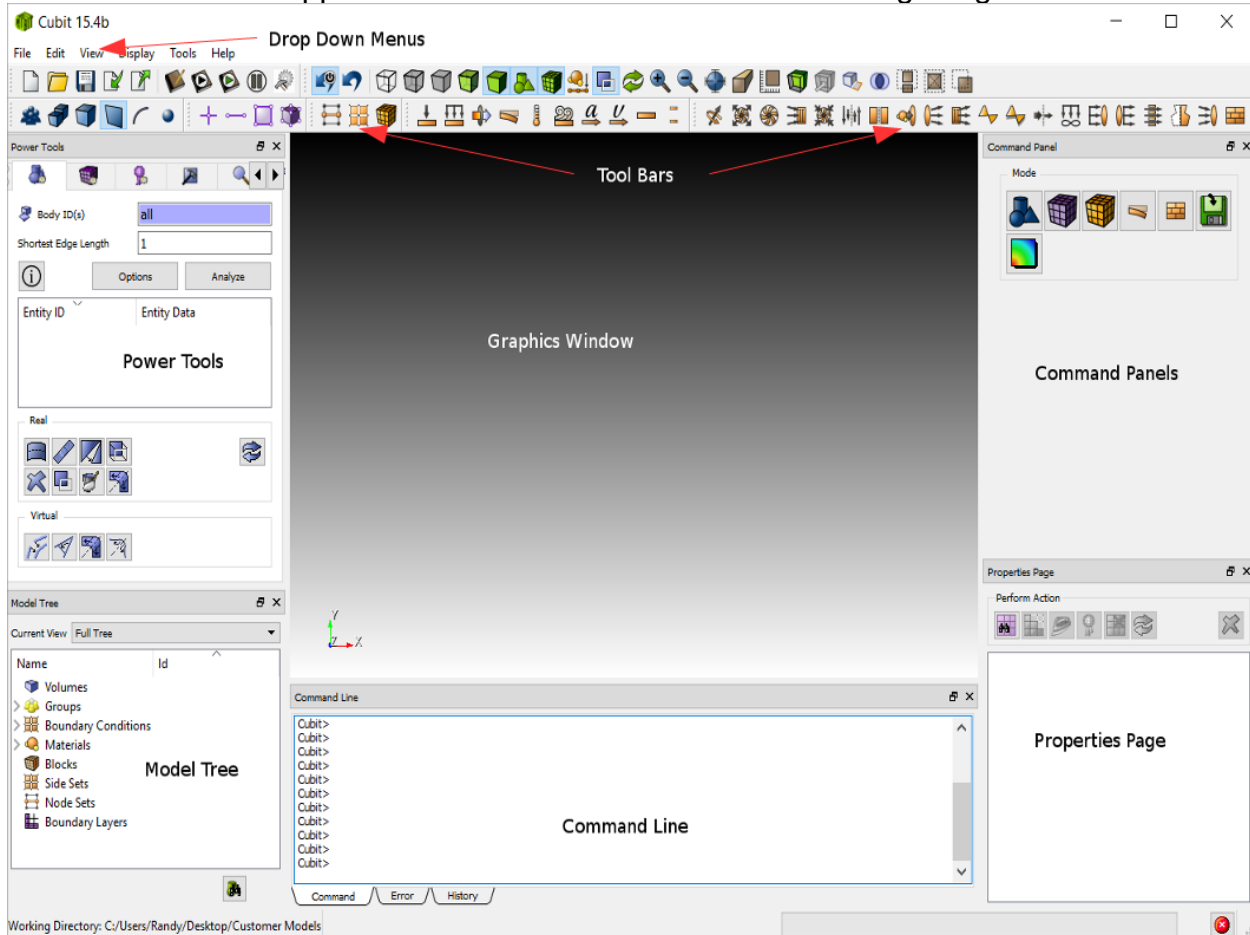 Cubit 15.4b
Drop Down Menus
File Edit View Display Tools Help
Power Tools
Command Panel
Tool Bars
Mode
Body ID(s) all
Shortest Edge Length 1
Options Analyze
Entity ID Entity Data
Graphics Window
Power Tools
Command Panels
Real
Virtual
Properties Page
Perform Action
Model Tree
Current View Full Tree
Y
Z X
Name Id
Volumes
Groups
Boundary Conditions
Materials
Blocks
Side Sets
Node Sets
Boundary Layers
Model Tree
Command Line
Cubit>
Cubit>
Cubit>
Cubit>
Cubit>
Cubit>
Cubit>
Cubit>
Cubit>
Cubit>
Cubit>
Command Line
Properties Page
Command Error History
Working Directory: C:/Users/Randy/Desktop/Customer Models